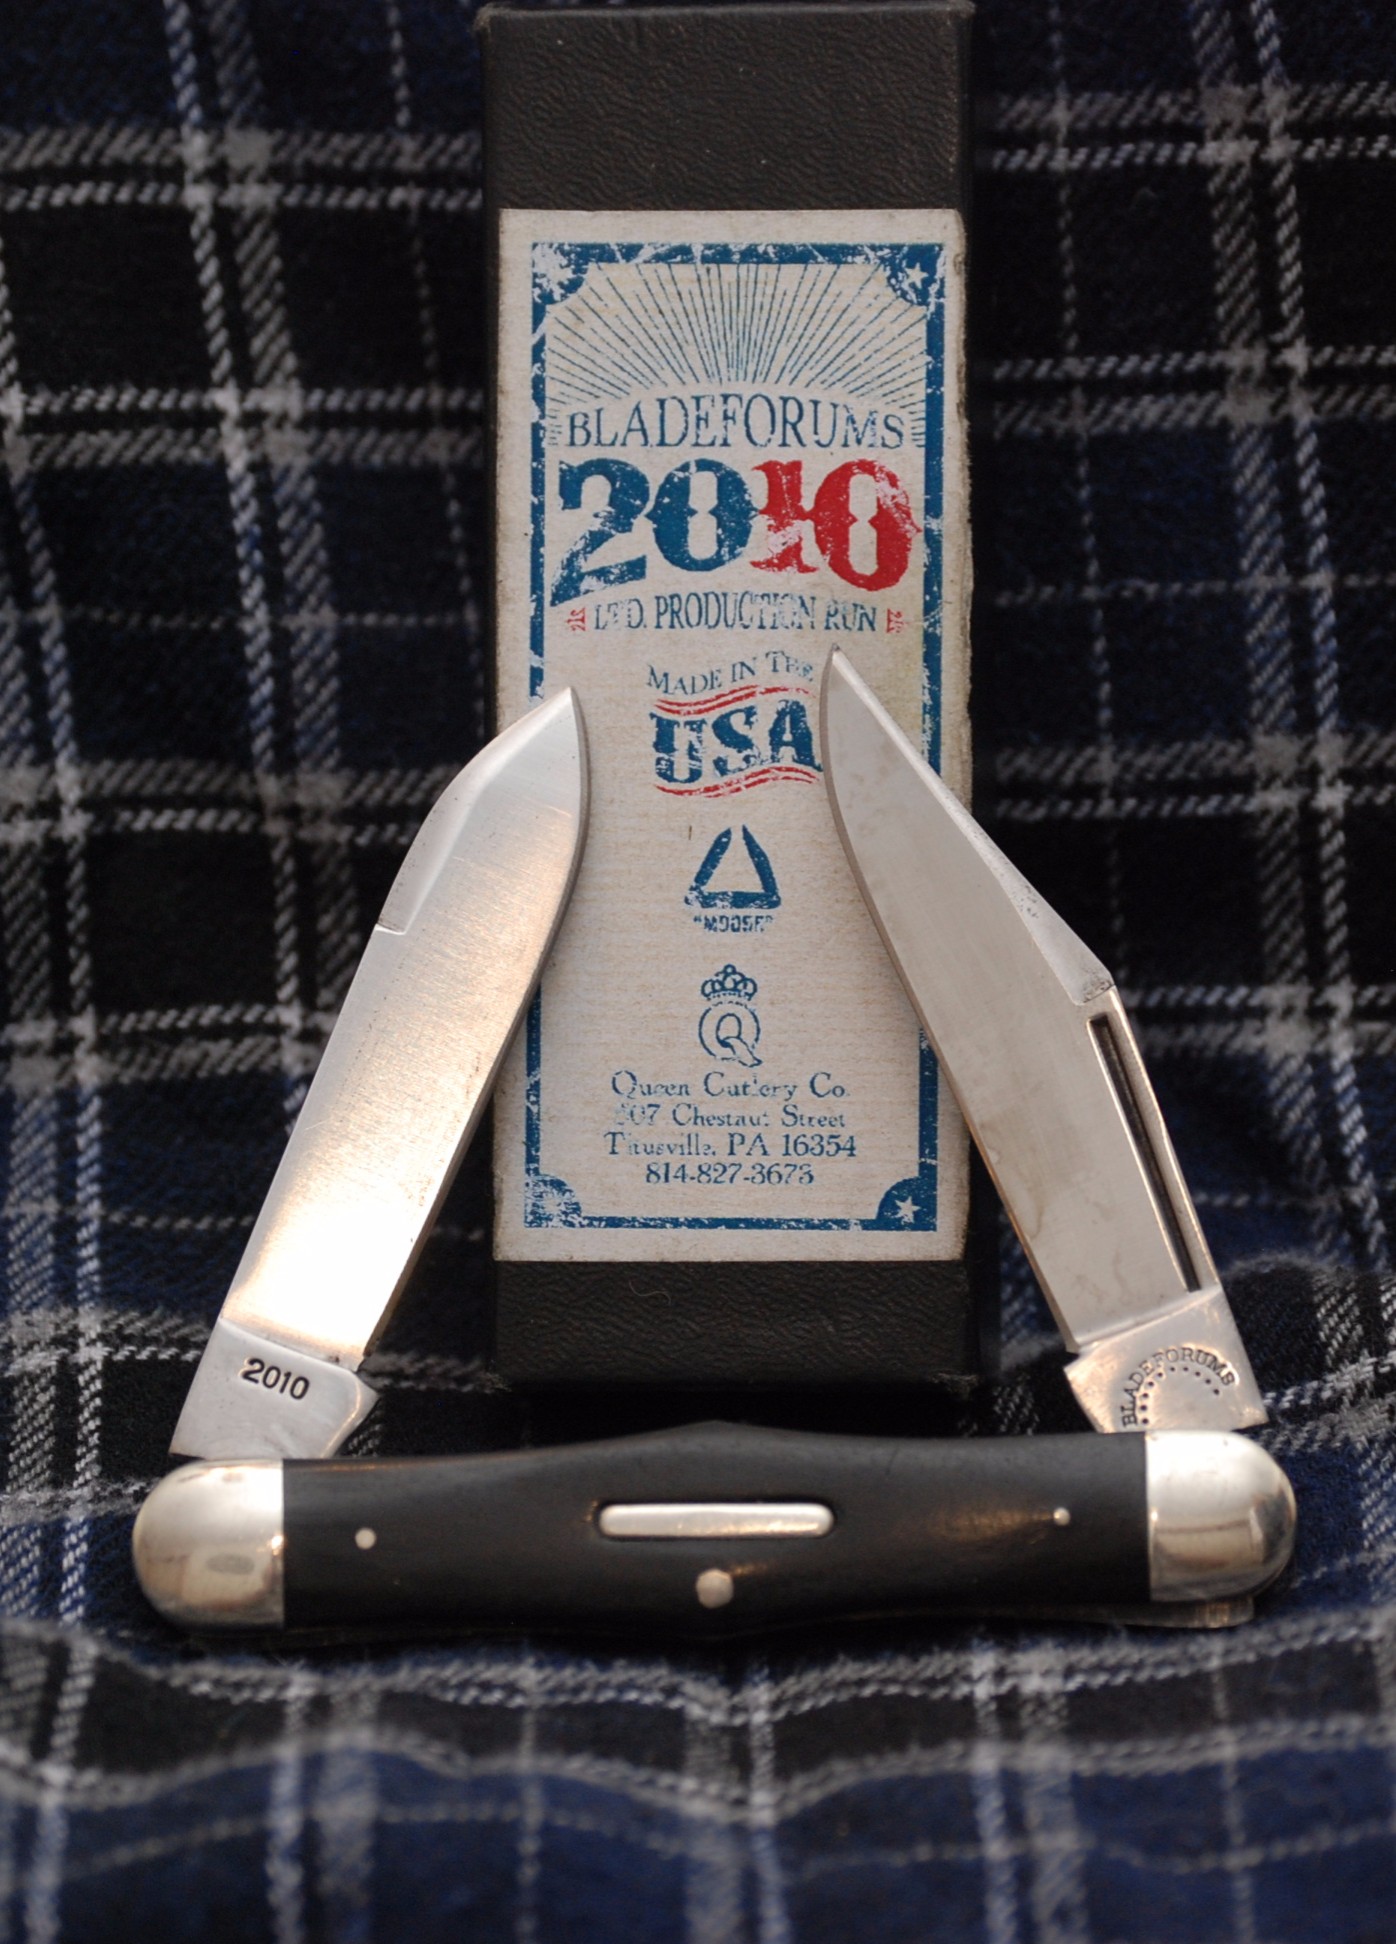 BLADEFORUMS
2010
LTD. PRODUCTION RUN
MADE IN THE
USA
"MOOSE"
Q
Queen Cutlery Co.
507 Chestnut Street
Titusville, PA 16354
814-827-3673
2010
BLADEFORUMS